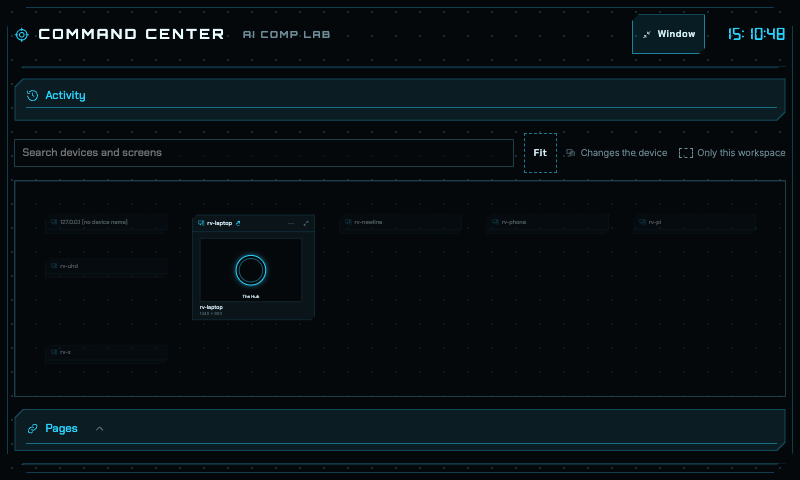 COMMAND CENTER
AI COMP LAB
Window
15:10:48
Activity
Search devices and screens
Fit
Changes the device
Only this workspace
127.0.0.1 (no device name)
rv-laptop
rv-newline
rv-phone
rv-pi
rv-uhd
The Hub
rv-laptop
rv-x
Pages